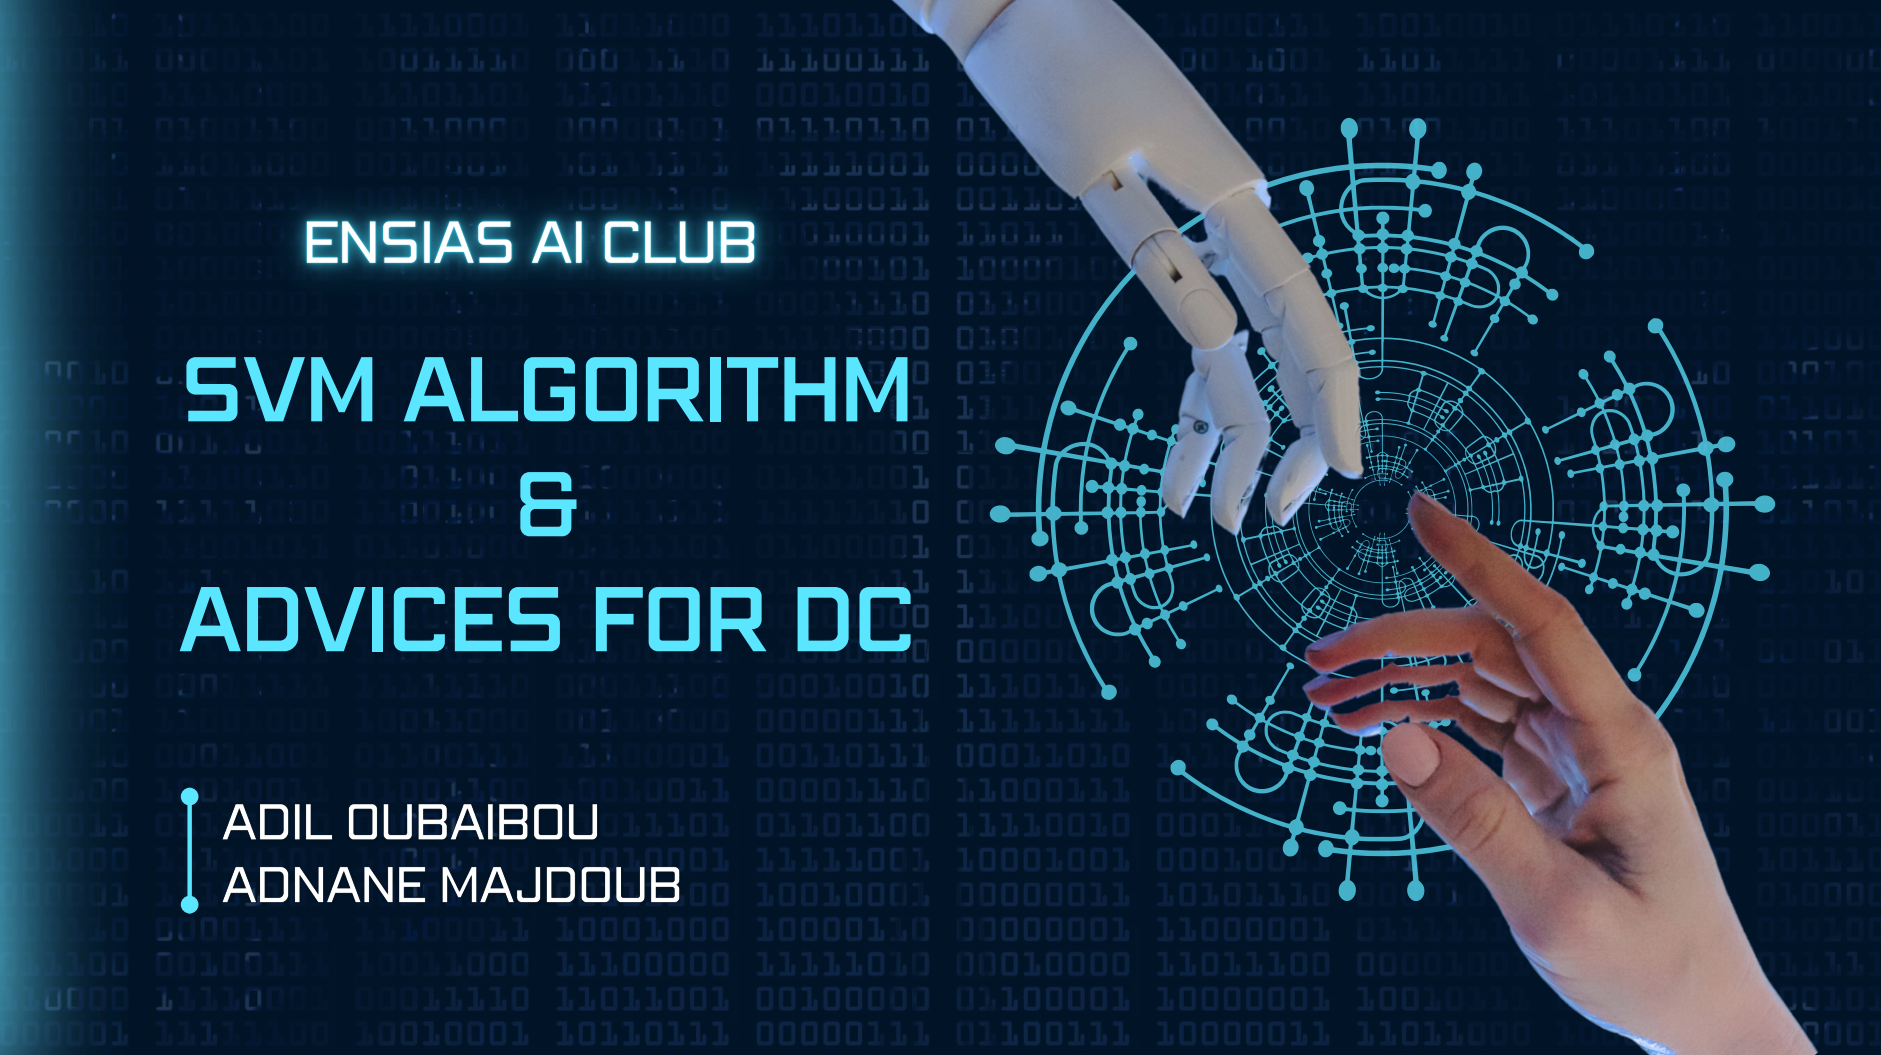 ENSIAS AI CLUB
SVM ALGORITHM
&
ADVICES FOR DC
ADIL OUBAIBOU
ADNANE MAJDOUB